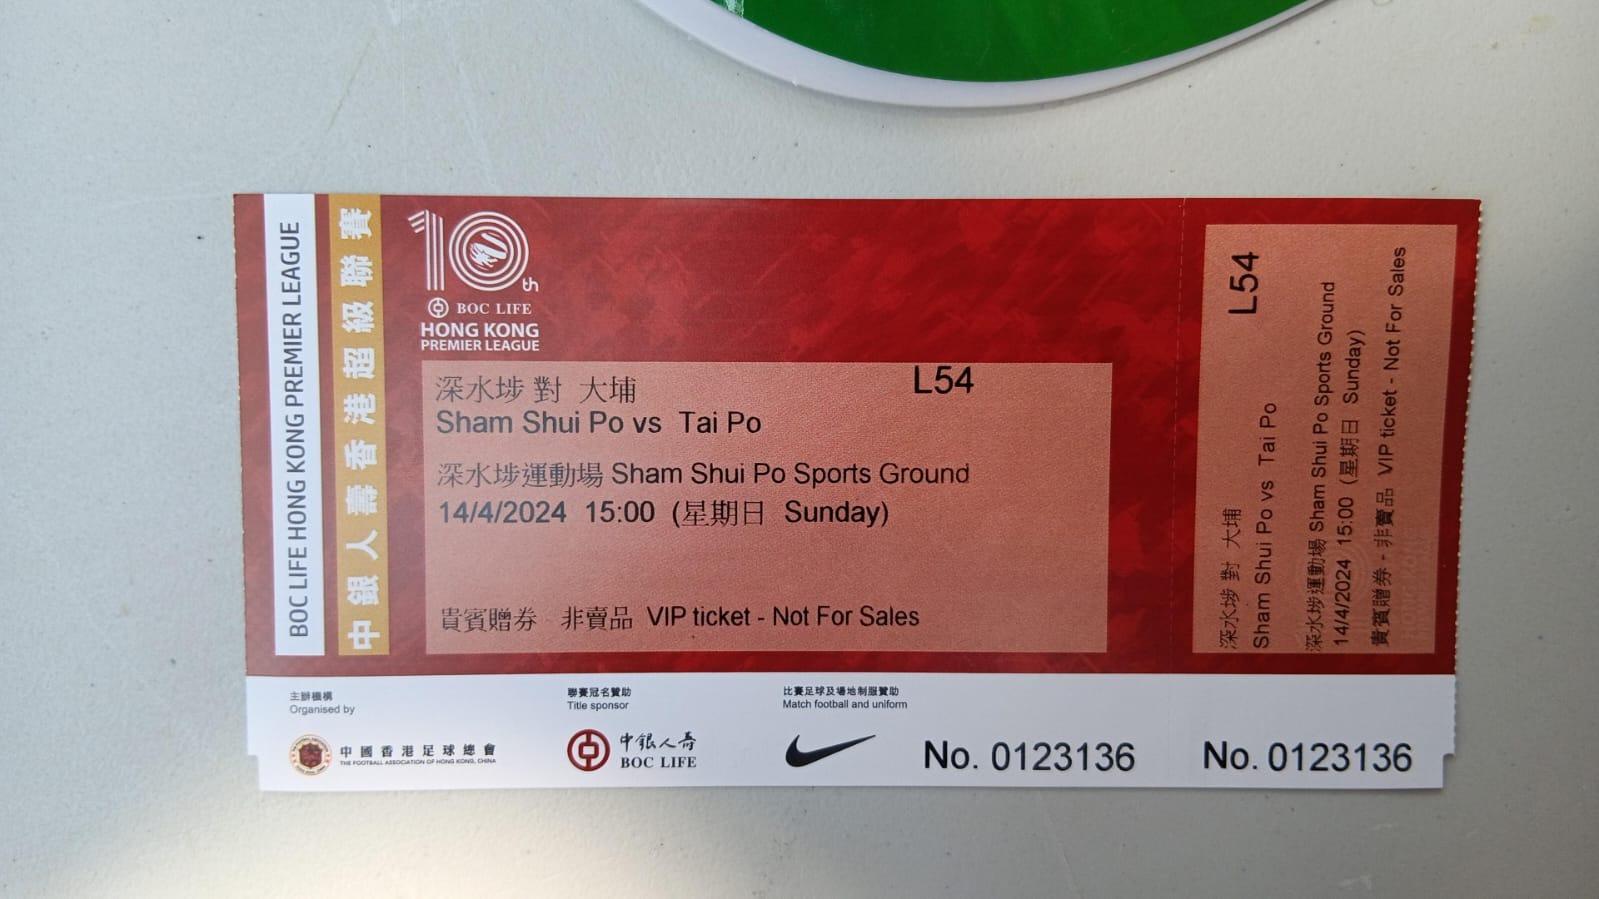 BOC LIFE HONG KONG PREMIER LEAGUE
中銀人壽香港超級聯賽
10th
BOC LIFE
HONG KONG
PREMIER LEAGUE
L54
深水埗 對 大埔
Sham Shui Po vs Tai Po
深水埗運動場 Sham Shui Po Sports Ground
14/4/2024 15:00 (星期日 Sunday)
貴賓贈券 - 非賣品 VIP ticket - Not For Sales
主辦機構
Organised by
中國香港足球總會
THE FOOTBALL ASSOCIATION OF HONG KONG, CHINA
聯賽冠名贊助
Title sponsor
中銀人壽
BOC LIFE
比賽足球及場地制服贊助
Match football and uniform
No. 0123136
L54
深水埗 對 大埔
Sham Shui Po vs Tai Po
深水埗運動場 Sham Shui Po Sports Ground
14/4/2024 15:00 (星期日 Sunday)
貴賓贈券 - 非賣品 VIP ticket - Not For Sales
No. 0123136